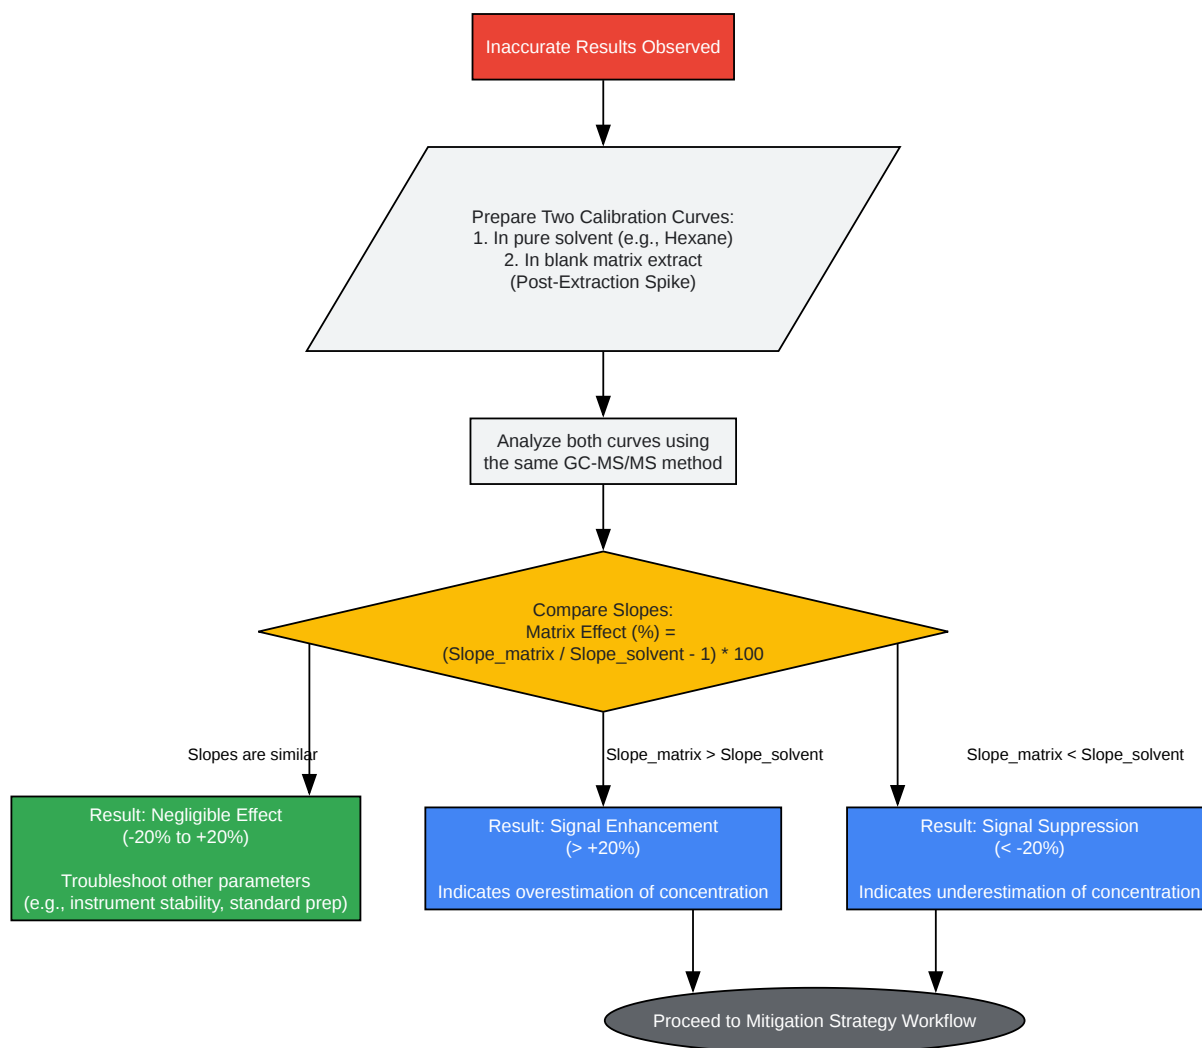 Inaccurate Results Observed
Prepare Two Calibration Curves:
1. In pure solvent (e.g., Hexane)
2. In blank matrix extract
(Post-Extraction Spike)
Analyze both curves using
the same GC-MS/MS method
Compare Slopes:
Matrix Effect (%) =
(Slope_matrix / Slope_solvent - 1) * 100
Slopes are similar
Slope_matrix > Slope_solvent
Slope_matrix < Slope_solvent
Result: Negligible Effect
(-20% to +20%)
Troubleshoot other parameters
(e.g., instrument stability, standard prep)
Result: Signal Enhancement
(> +20%)
Indicates overestimation of concentration
Result: Signal Suppression
(< -20%)
Indicates underestimation of concentration
Proceed to Mitigation Strategy Workflow